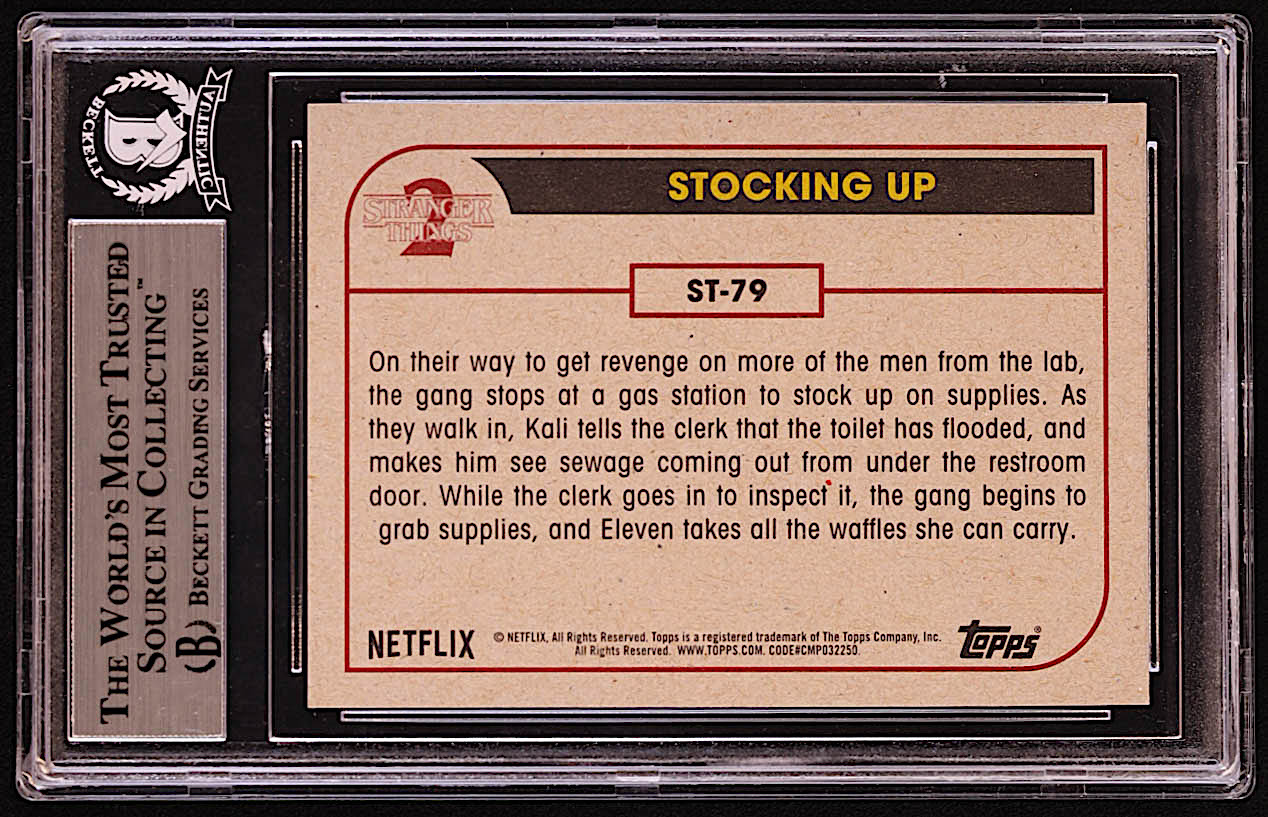 BECKETT
AUTHENTIC
B
THE WORLD'S MOST TRUSTED
SOURCE IN COLLECTING™
(B) BECKETT GRADING SERVICES
2
STRANGER
THINGS
STOCKING UP
ST-79
On their way to get revenge on more of the men from the lab,
the gang stops at a gas station to stock up on supplies. As
they walk in, Kali tells the clerk that the toilet has flooded, and
makes him see sewage coming out from under the restroom
door. While the clerk goes in to inspect it, the gang begins to
grab supplies, and Eleven takes all the waffles she can carry.
NETFLIX
© NETFLIX, All Rights Reserved. Topps is a registered trademark of The Topps Company, Inc.
All Rights Reserved. WWW.TOPPS.COM. CODE#CMP032250.
topps®